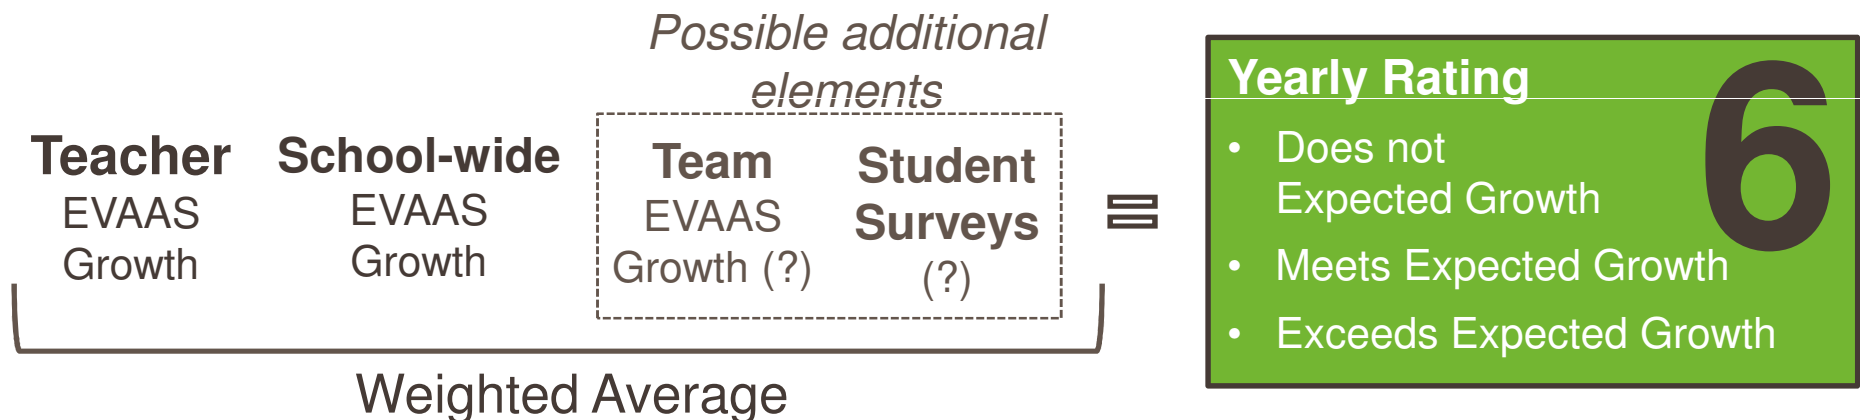 Possible additional
elements
Teacher
EVAAS
Growth
School-wide
EVAAS
Growth
Team
EVAAS
Growth (?)
Student
Surveys
(?)
Weighted Average
=
Yearly Rating
6
• Does not
Expected Growth
• Meets Expected Growth
• Exceeds Expected Growth